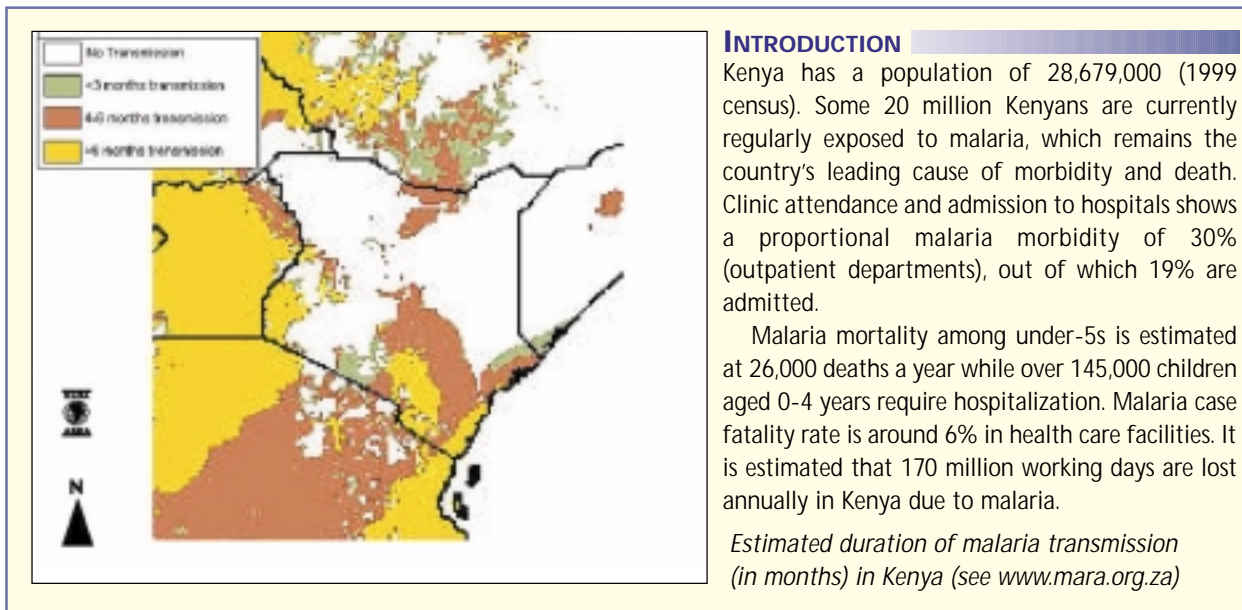 No Transmission
<3 months transmission
4-6 months transmission
>6 months transmission
N
INTRODUCTION
Kenya has a population of 28,679,000 (1999
census). Some 20 million Kenyans are currently
regularly exposed to malaria, which remains the
country's leading cause of morbidity and death.
Clinic attendance and admission to hospitals shows
a proportional malaria morbidity of 30%
(outpatient departments), out of which 19% are
admitted.
Malaria mortality among under-5s is estimated
at 26,000 deaths a year while over 145,000 children
aged 0-4 years require hospitalization. Malaria case
fatality rate is around 6% in health care facilities. It
is estimated that 170 million working days are lost
annually in Kenya due to malaria.
Estimated duration of malaria transmission
(in months) in Kenya (see www.mara.org.za)